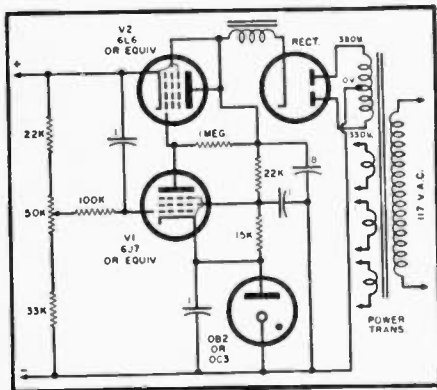 V2
6L6
OR EQUIV
RECT.
380V.
0V
330V.
117 V.A.C.
POWER
TRANS.
+
22K
50K
33K
-
1
100K
1MEG.
22K
8
1
15K
V1
6J7
OR EQUIV
1
OB2
OR
OC3